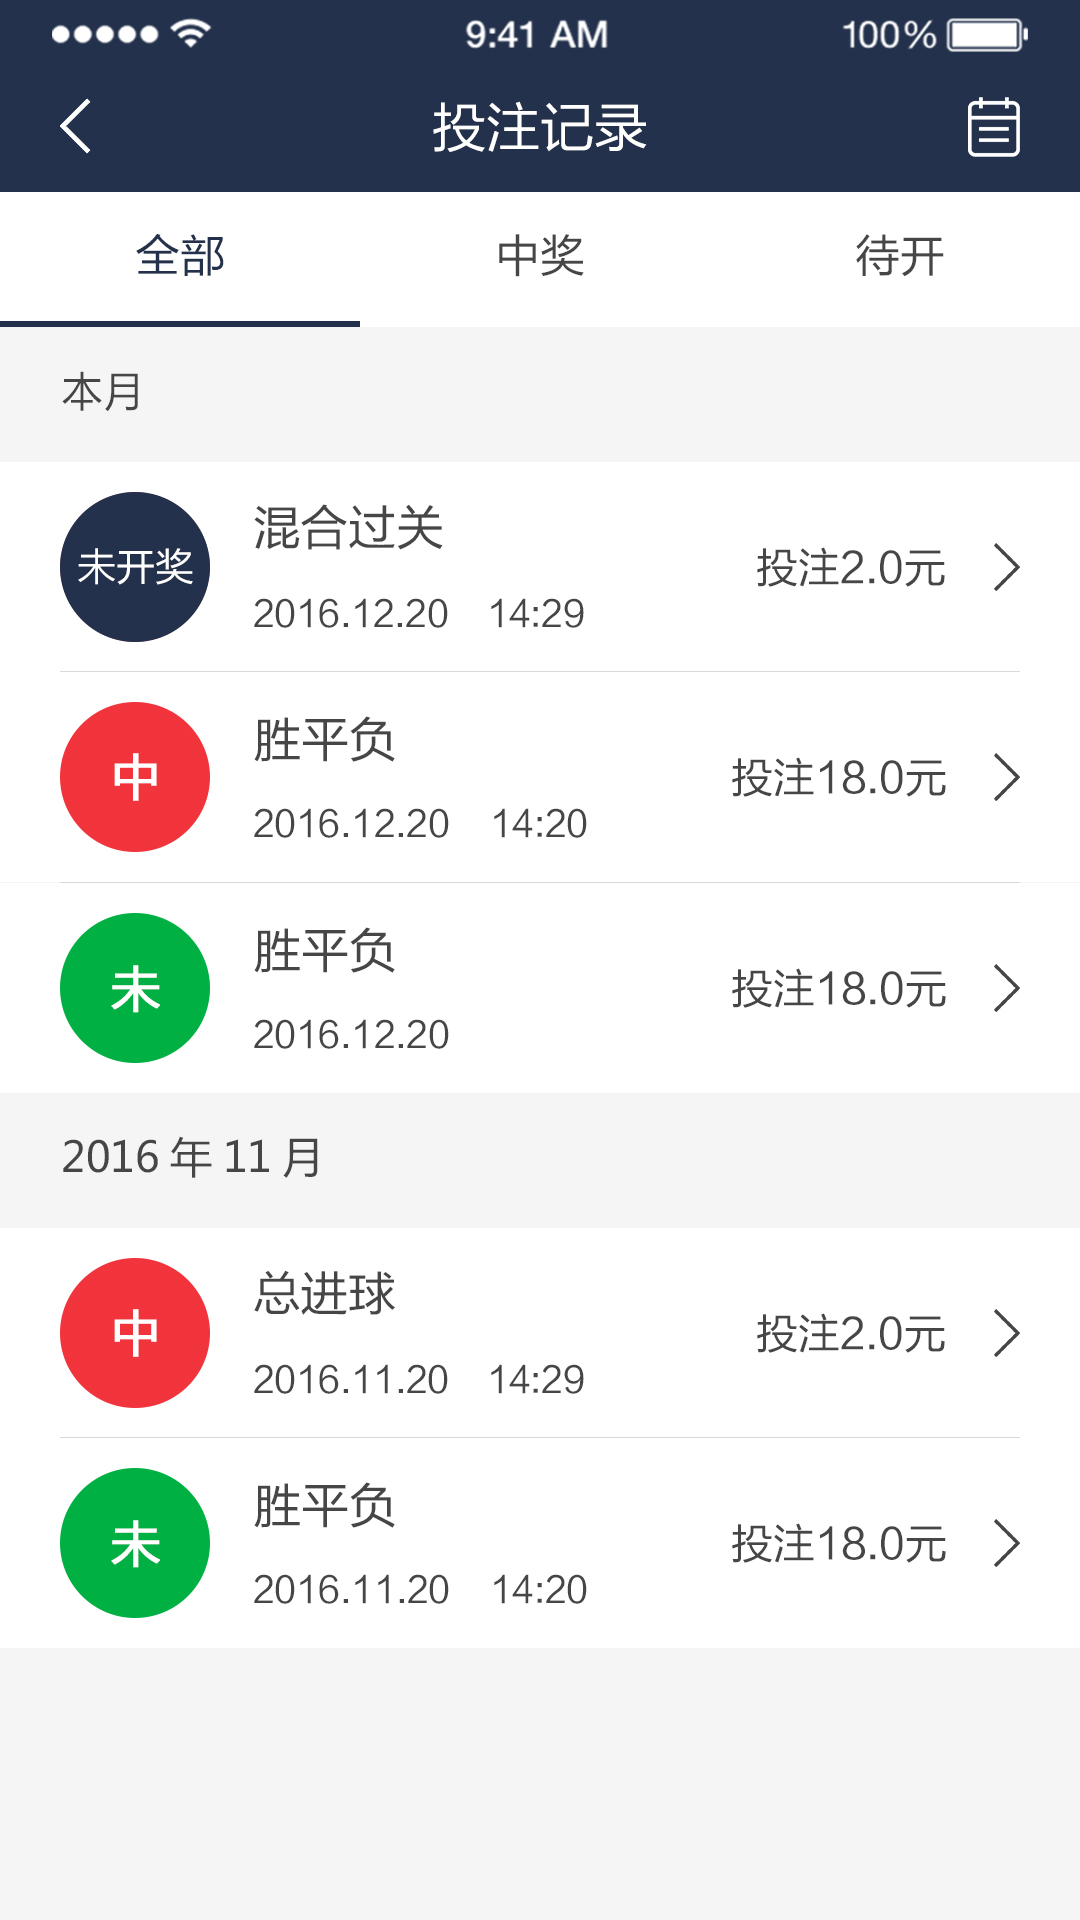 9:41 AM 100%
投注记录
全部 中奖 待开
本月
未开奖 混合过关 投注2.0元
2016.12.20 14:29
中 胜平负 投注18.0元
2016.12.20 14:20
未 胜平负 投注18.0元
2016.12.20
2016 年 11 月
中 总进球 投注2.0元
2016.11.20 14:29
未 胜平负 投注18.0元
2016.11.20 14:20